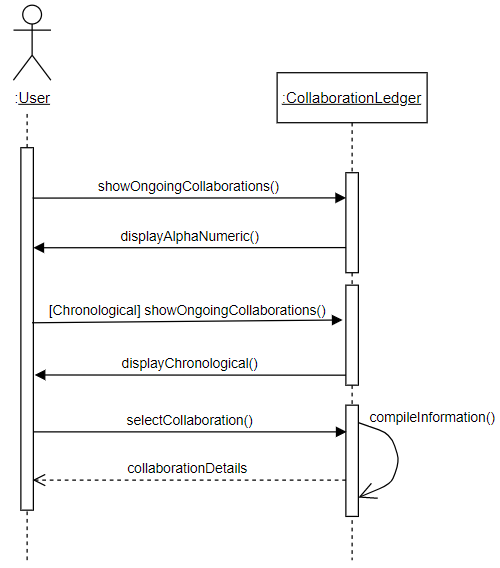 :User
:CollaborationLedger
showOngoingCollaborations()
displayAlphaNumeric()
[Chronological] showOngoingCollaborations()
displayChronological()
selectCollaboration()
compileInformation()
collaborationDetails